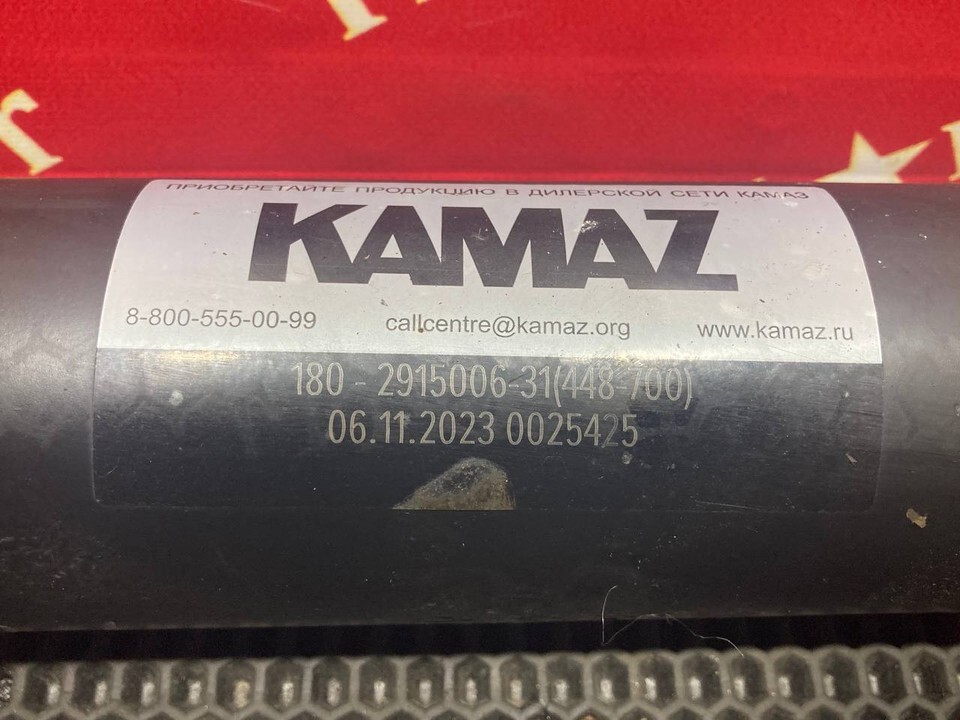 ПРИОБРЕТАЙТЕ ПРОДУКЦИЮ В ДИЛЕРСКОЙ СЕТИ КАМАЗ
KAMAZ
8-800-555-00-99 callcentre@kamaz.org www.kamaz.ru
180 - 2915006-31(448-700)
06.11.2023 0025425